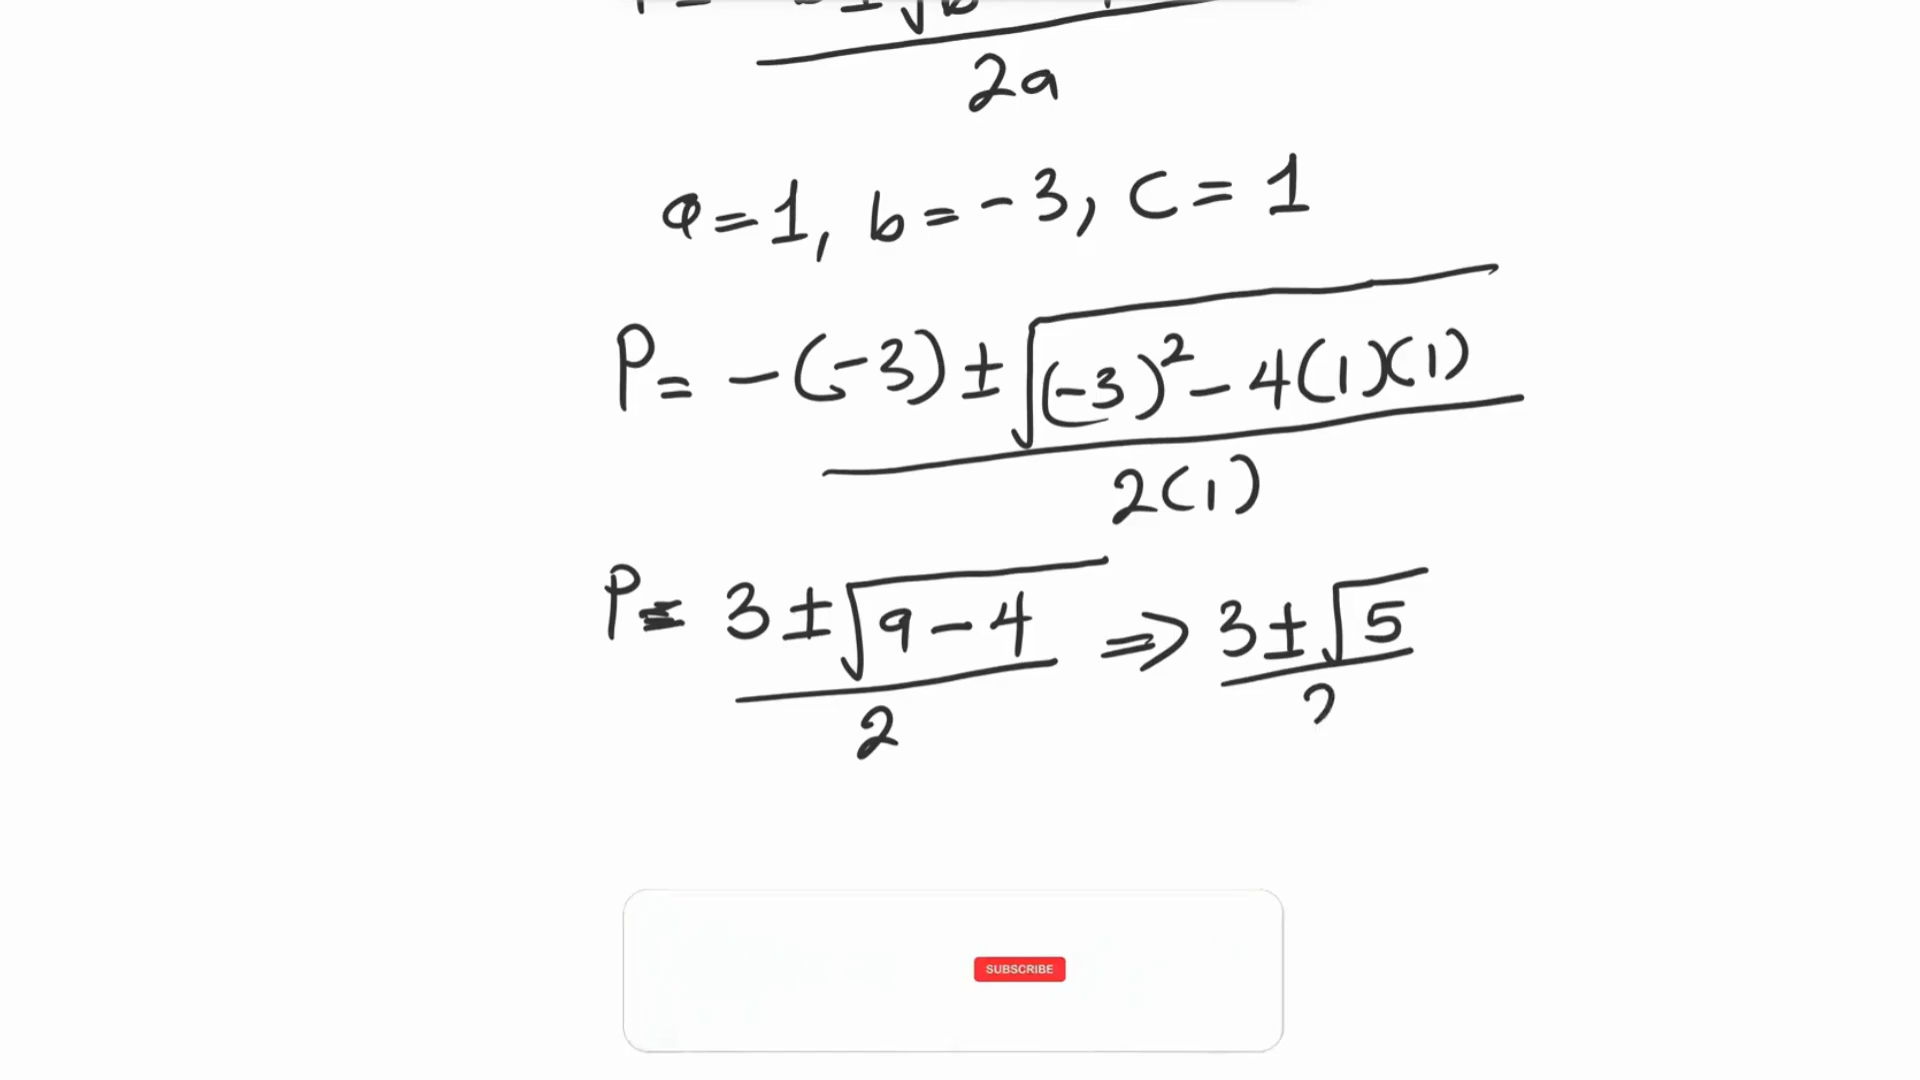 2a
a=1, b=-3, c=1
P= -(-3)±√(-3)²-4(1)(1)
2(1)
P= 3±√9-4 ⇒ 3±√5
2 2
SUBSCRIBE